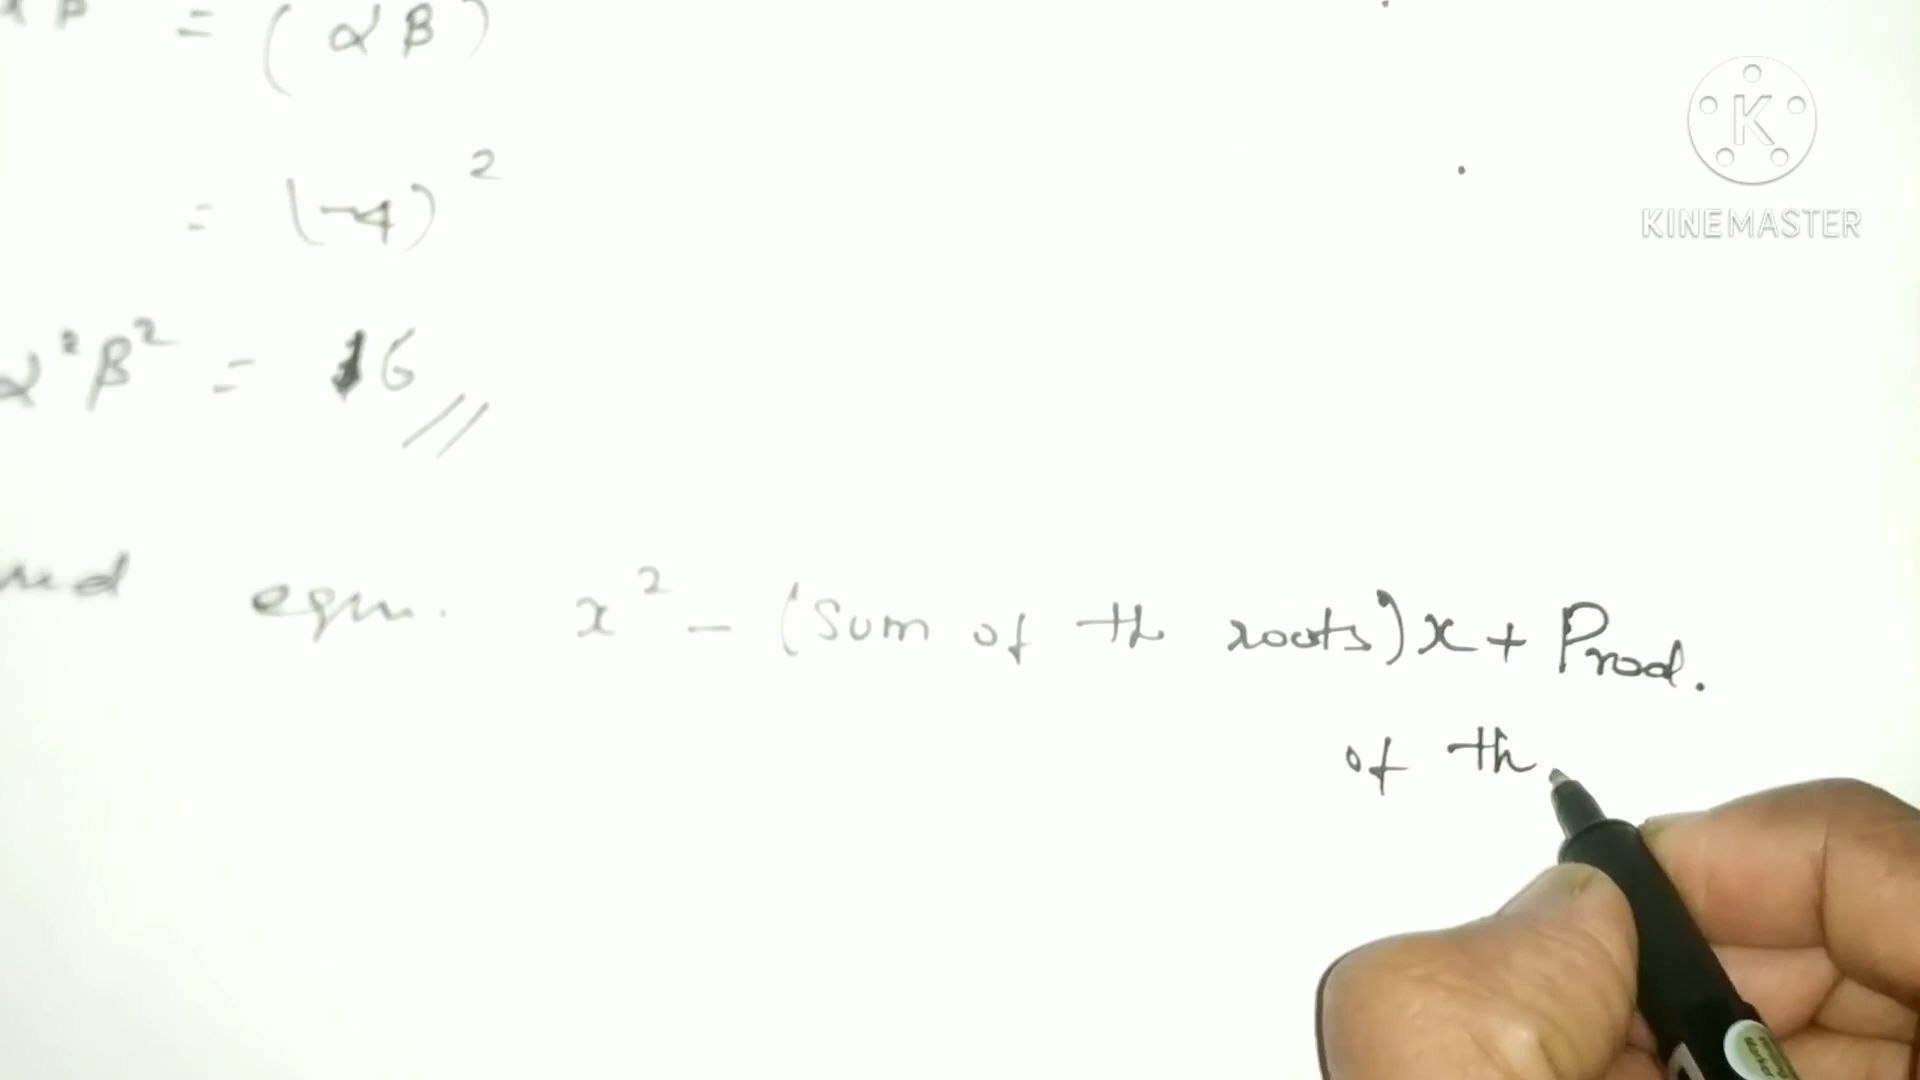 = (αβ)
= (-4)²
α²β² = 16 //
eqn. x² - (Sum of th roots)x + Prod.
of th
K
KINEMASTER